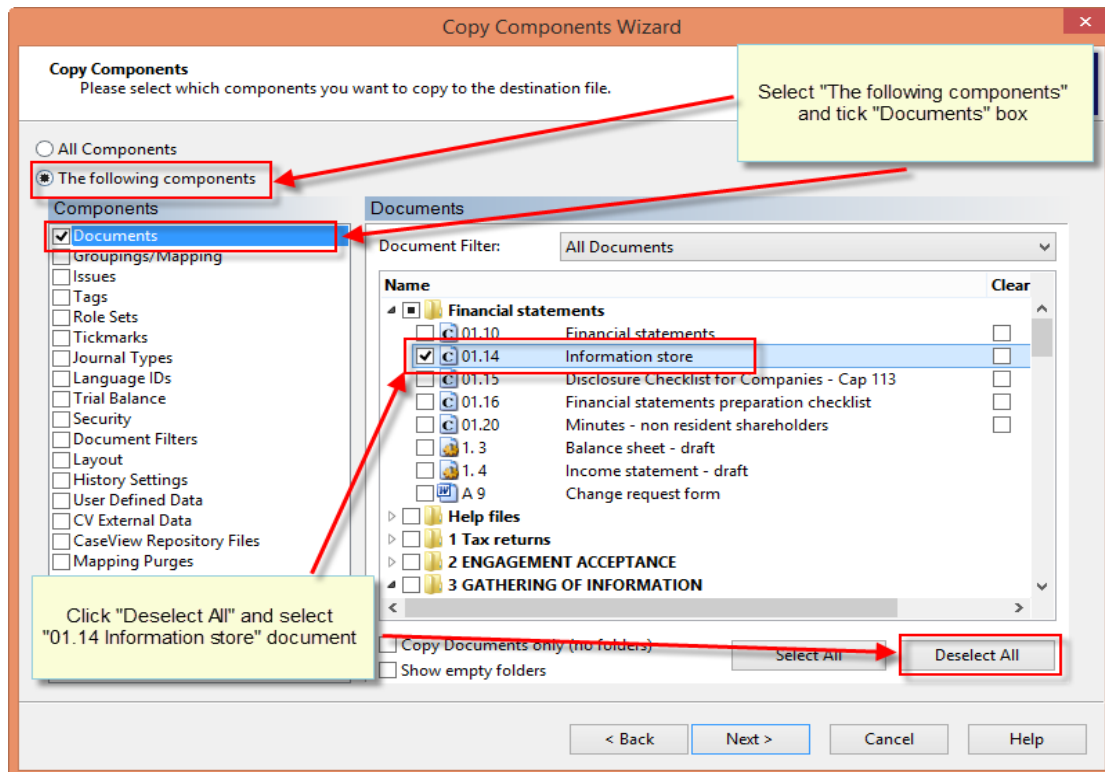 Copy Components Wizard
Copy Components
Please select which components you want to copy to the destination file.
Select "The following components"
and tick "Documents" box
All Components
The following components
Components
Documents
Groupings/Mapping
Issues
Tags
Role Sets
Tickmarks
Journal Types
Language IDs
Trial Balance
Security
Document Filters
Layout
History Settings
User Defined Data
CV External Data
CaseView Repository Files
Mapping Purges
Documents
Document Filter: All Documents
Name Clear
Financial statements
01.10 Financial statements
01.14 Information store
01.15 Disclosure Checklist for Companies - Cap 113
01.16 Financial statements preparation checklist
01.20 Minutes - non resident shareholders
1. 3 Balance sheet - draft
1. 4 Income statement - draft
A 9 Change request form
Help files
1 Tax returns
2 ENGAGEMENT ACCEPTANCE
3 GATHERING OF INFORMATION
Click "Deselect All" and select
"01.14 Information store" document
Copy Documents only (no folders)
Show empty folders
Select All
Deselect All
< Back
Next >
Cancel
Help